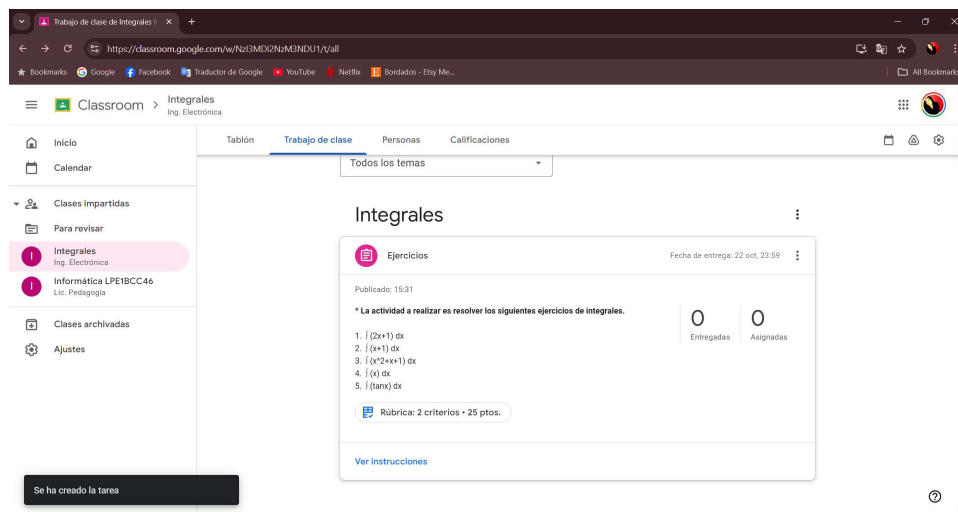 Trabajo de clase de Integrales I
https://classroom.google.com/w/NzI3MDI2NzM3NDU1/t/all
Bookmarks Google Facebook Traductor de Google YouTube Netflix Bordados - Etsy Me... All Bookmarks
Classroom > Integrales
Ing. Electrónica
Tablón Trabajo de clase Personas Calificaciones
Inicio
Calendar
Clases impartidas
Para revisar
I Integrales
Ing. Electrónica
I Informática LPE1BCC46
Lic. Pedagogía
Clases archivadas
Ajustes
Todos los temas
Integrales
Ejercicios Fecha de entrega: 22 oct, 23:59
Publicado: 15:31
* La actividad a realizar es resolver los siguientes ejercicios de integrales.
1. ∫(2x+1) dx
2. ∫(x+1) dx
3. ∫(x^2+x+1) dx
4. ∫(x) dx
5. ∫(tanx) dx
0 0
Entregadas Asignadas
Rúbrica: 2 criterios • 25 ptos.
Ver instrucciones
Se ha creado la tarea